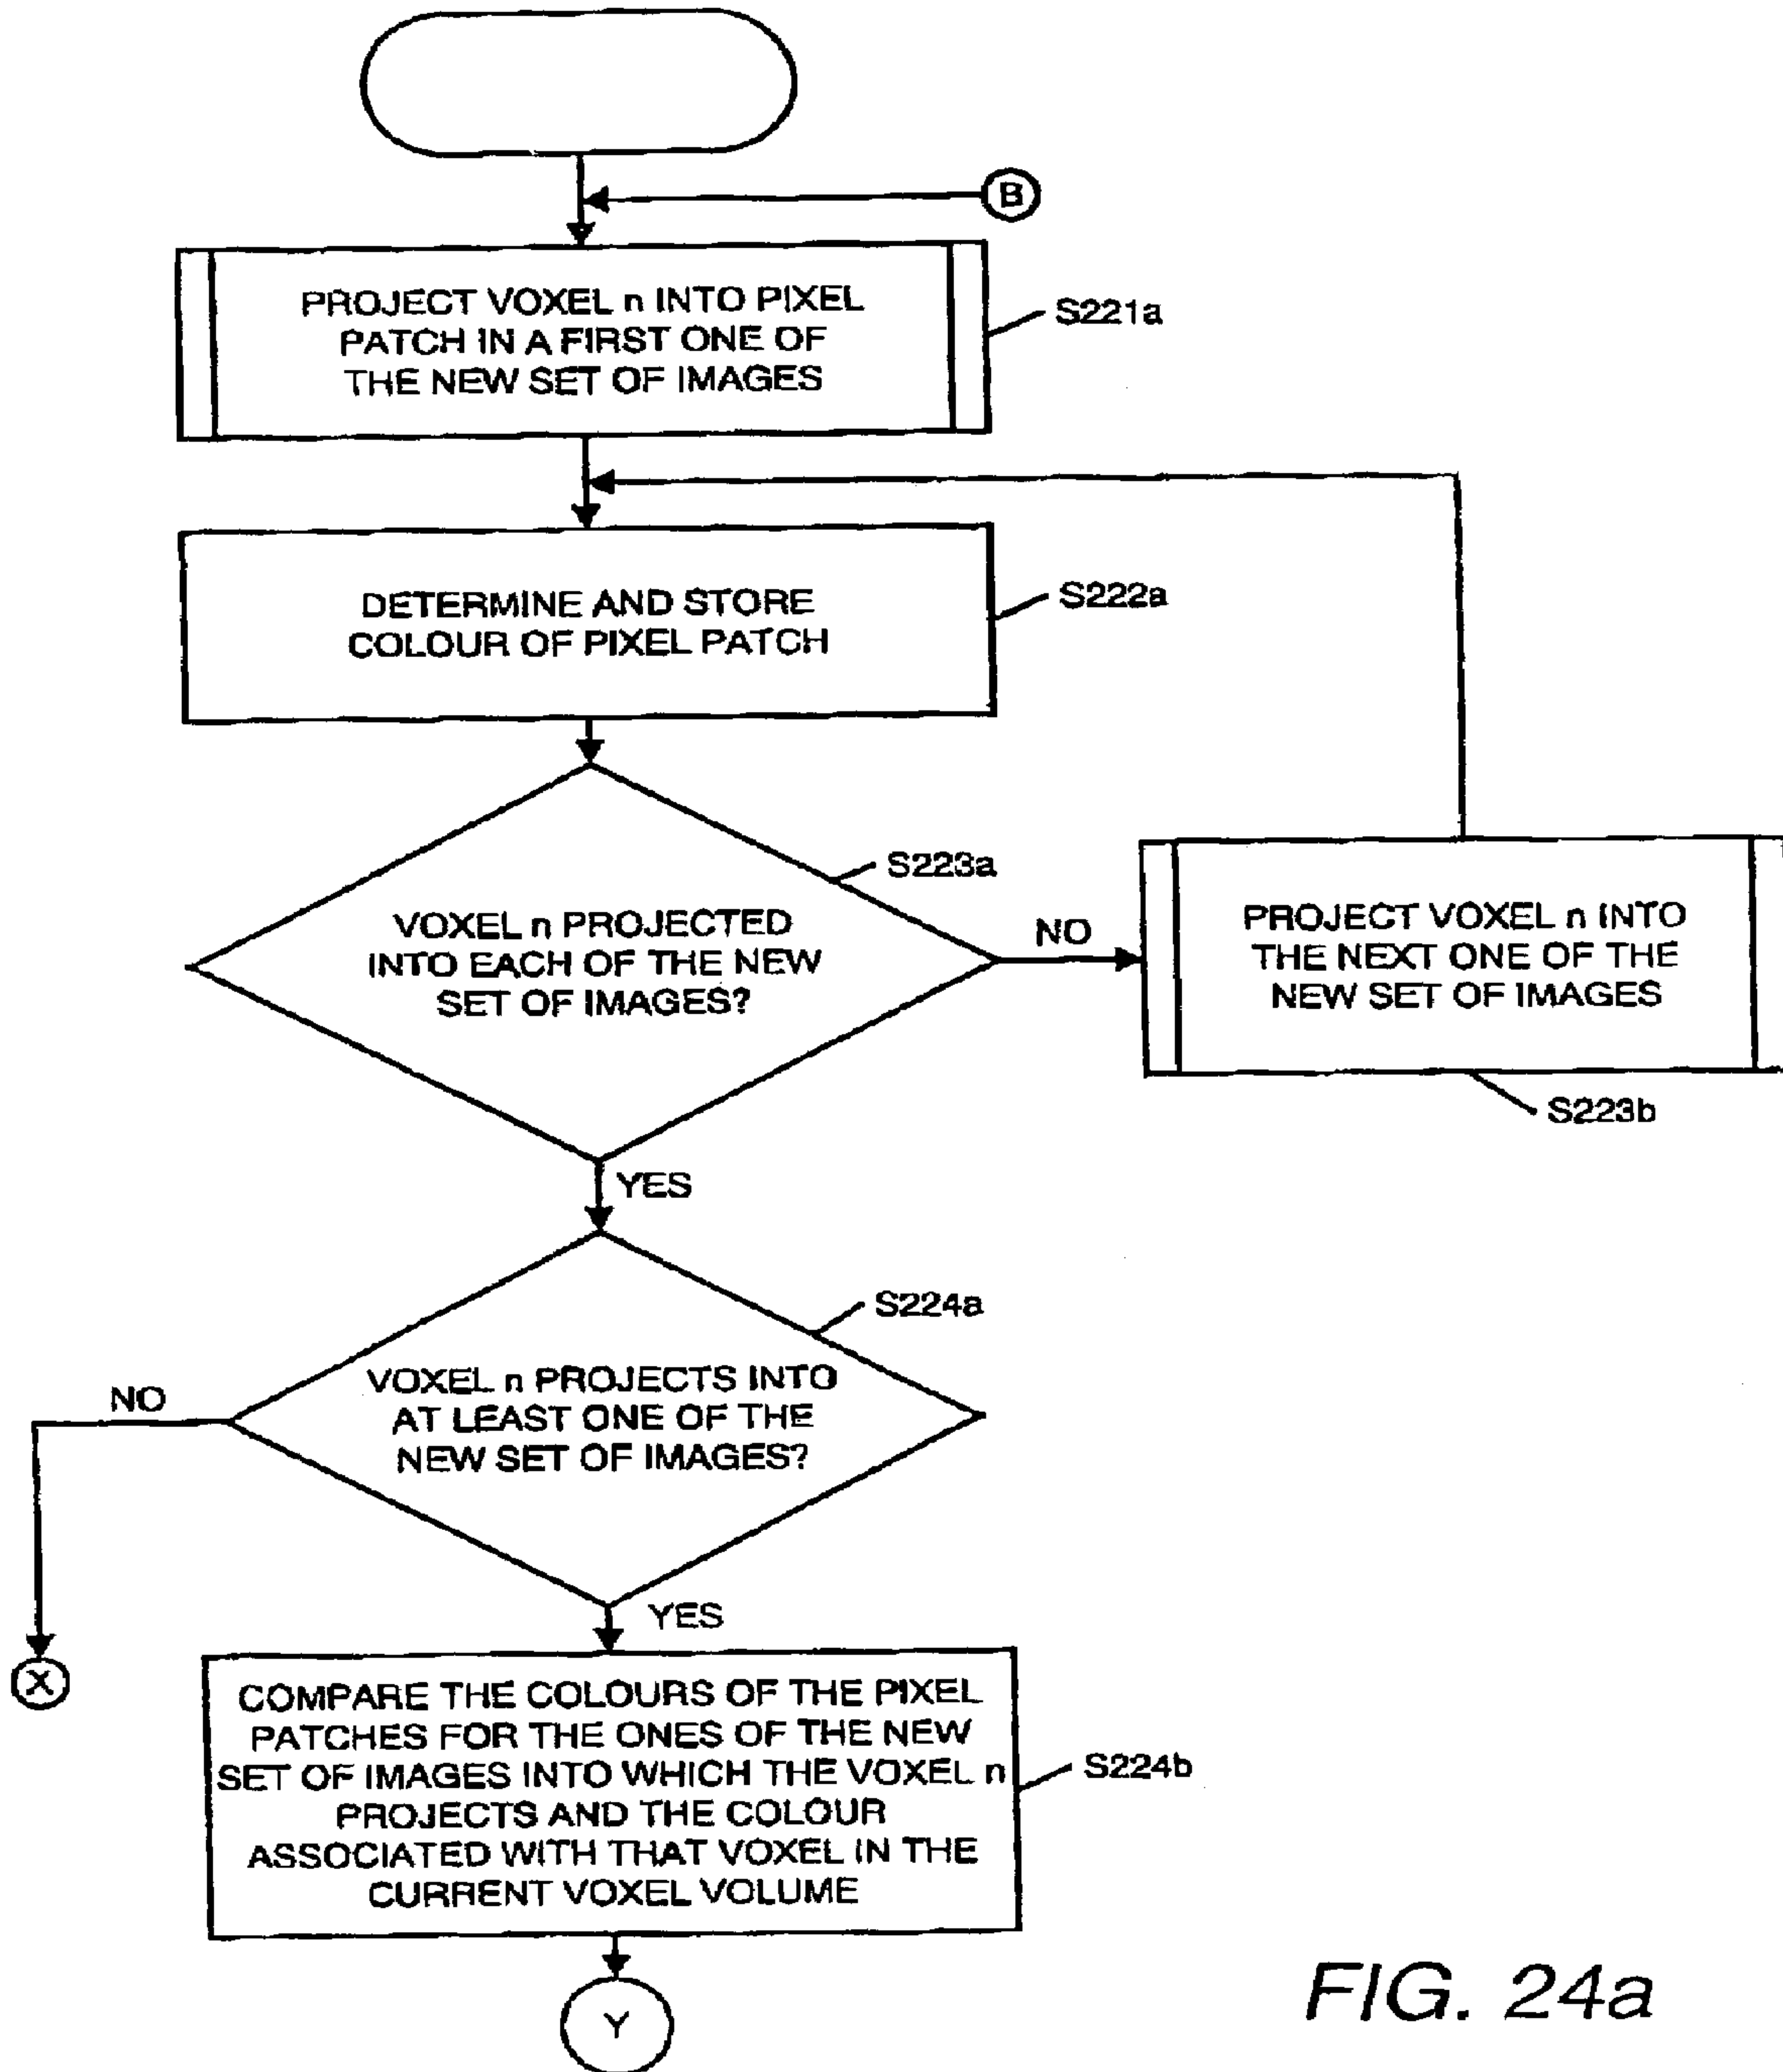 B
PROJECT VOXEL n INTO PIXEL
PATCH IN A FIRST ONE OF
THE NEW SET OF IMAGES
S221a
DETERMINE AND STORE
COLOUR OF PIXEL PATCH
S222a
S223a
VOXEL n PROJECTED
INTO EACH OF THE NEW
SET OF IMAGES?
NO
PROJECT VOXEL n INTO
THE NEXT ONE OF THE
NEW SET OF IMAGES
S223b
YES
S224a
VOXEL n PROJECTS INTO
AT LEAST ONE OF THE
NEW SET OF IMAGES?
NO
X
YES
COMPARE THE COLOURS OF THE PIXEL
PATCHES FOR THE ONES OF THE NEW
SET OF IMAGES INTO WHICH THE VOXEL n
PROJECTS AND THE COLOUR
ASSOCIATED WITH THAT VOXEL IN THE
CURRENT VOXEL VOLUME
S224b
Y
FIG. 24a